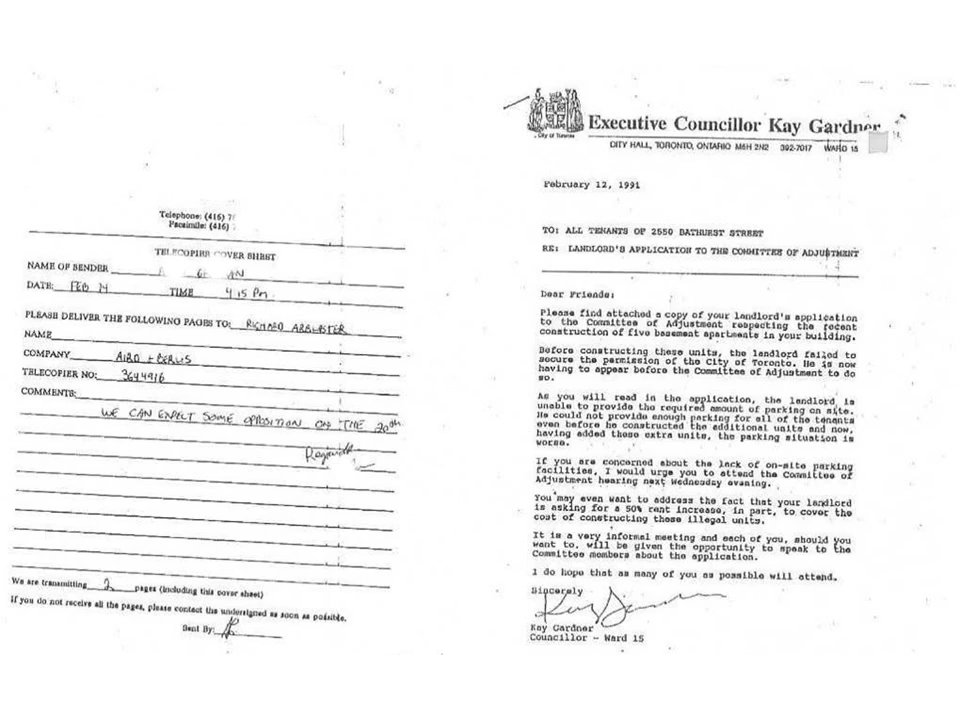 Telephone: (416) 7
Facsimile: (416)
TELECOPIER COVER SHEET
NAME OF SENDER
DATE: FEB 14 TIME 4:15 PM
PLEASE DELIVER THE FOLLOWING PAGES TO: RICHARD ARBLASTER
NAME
COMPANY AIRD + BERLIS
TELECOPIER NO: 3644916
COMMENTS:
WE CAN EXPECT SOME OPPOSITION ON THE 20th
We are transmitting 2 pages (including this cover sheet)
If you do not receive all the pages, please contact the undersigned as soon as possible.
Sent By:
City of Toronto
Executive Councillor Kay Gardner
CITY HALL, TORONTO, ONTARIO M5H 2N2 392-7017 WARD 15
February 12, 1991
TO: ALL TENANTS OF 2550 BATHURST STREET
RE: LANDLORD'S APPLICATION TO THE COMMITTEE OF ADJUSTMENT
Dear Friends:
Please find attached a copy of your landlord's application
to the Committee of Adjustment respecting the recent
construction of five basement apartments in your building.
Before constructing these units, the landlord failed to
secure the permission of the City of Toronto. He is now
having to appear before the Committee of Adjustment to do
so.
As you will read in the application, the landlord is
unable to provide the required amount of parking on site.
He could not provide enough parking for all of the tenants
even before he constructed the additional units and now,
having added these extra units, the parking situation is
worse.
If you are concerned about the lack of on-site parking
facilities, I would urge you to attend the Committee of
Adjustment hearing next Wednesday evening.
You may even want to address the fact that your landlord
is asking for a 50% rent increase, in part, to cover the
cost of constructing these illegal units.
It is a very informal meeting and each of you, should you
want to, will be given the opportunity to speak to the
Committee members about the application.
I do hope that as many of you as possible will attend.
Sincerely
Kay Gardner
Councillor - Ward 15